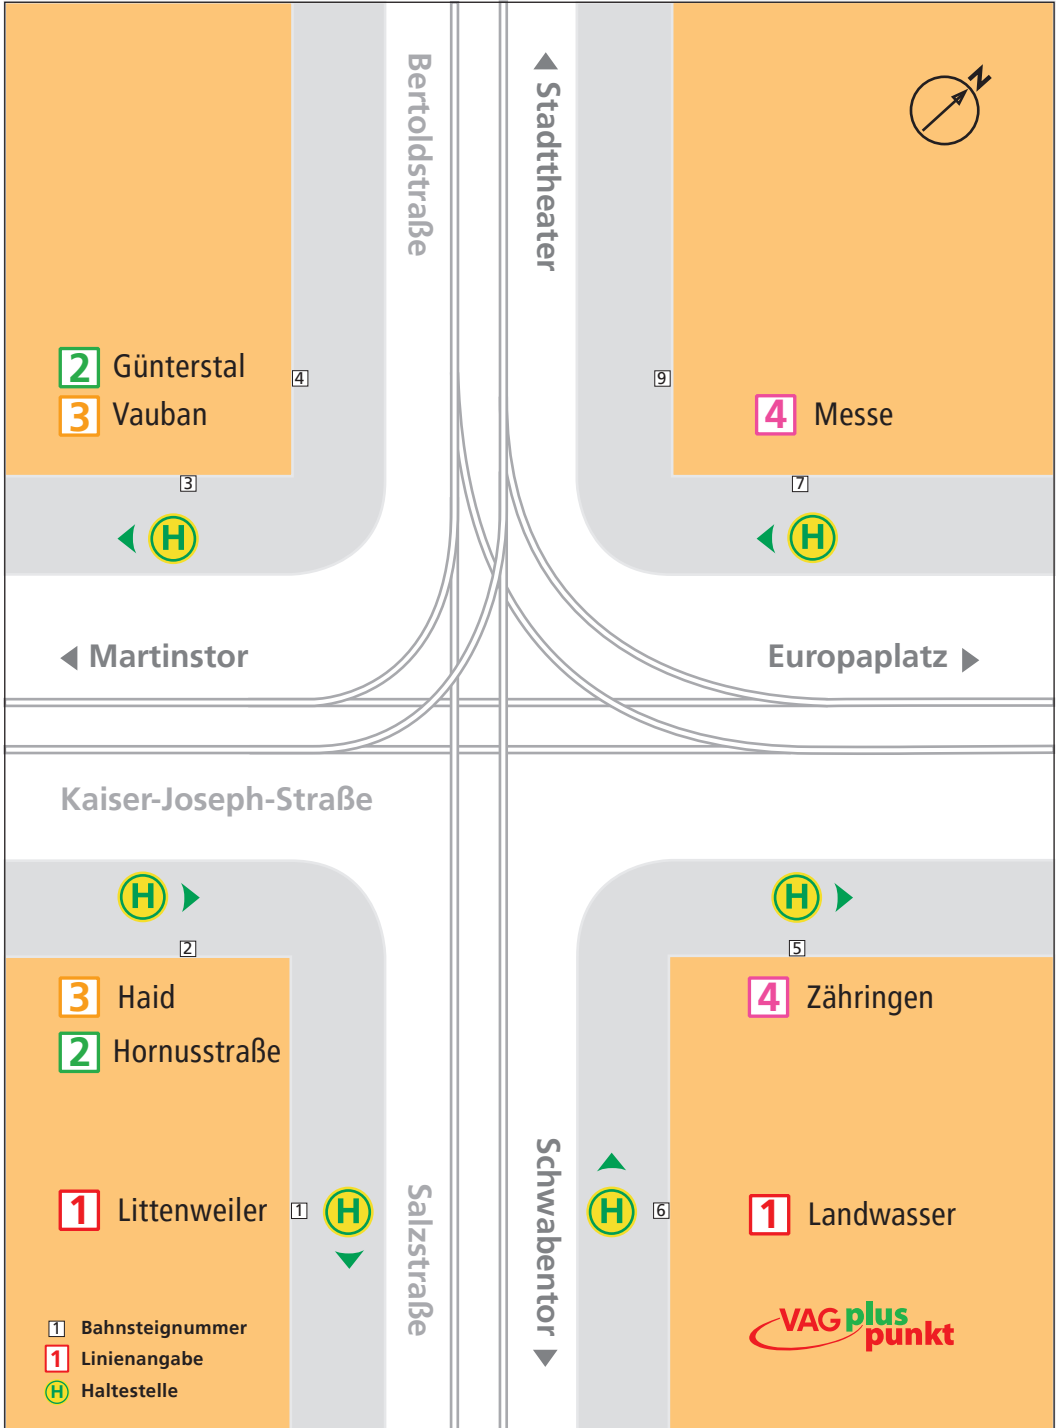 Bertoldstraße
Stadttheater
N
2 Günterstal
3 Vauban
4
9
4 Messe
3
7
H
H
Martinstor
Europaplatz
Kaiser-Joseph-Straße
H
H
2
5
3 Haid
2 Hornusstraße
4 Zähringen
1 Littenweiler
1
H
Salzstraße
Schwabentor
H
6
1 Landwasser
VAG plus
punkt
1 Bahnsteignummer
1 Linienangabe
H Haltestelle